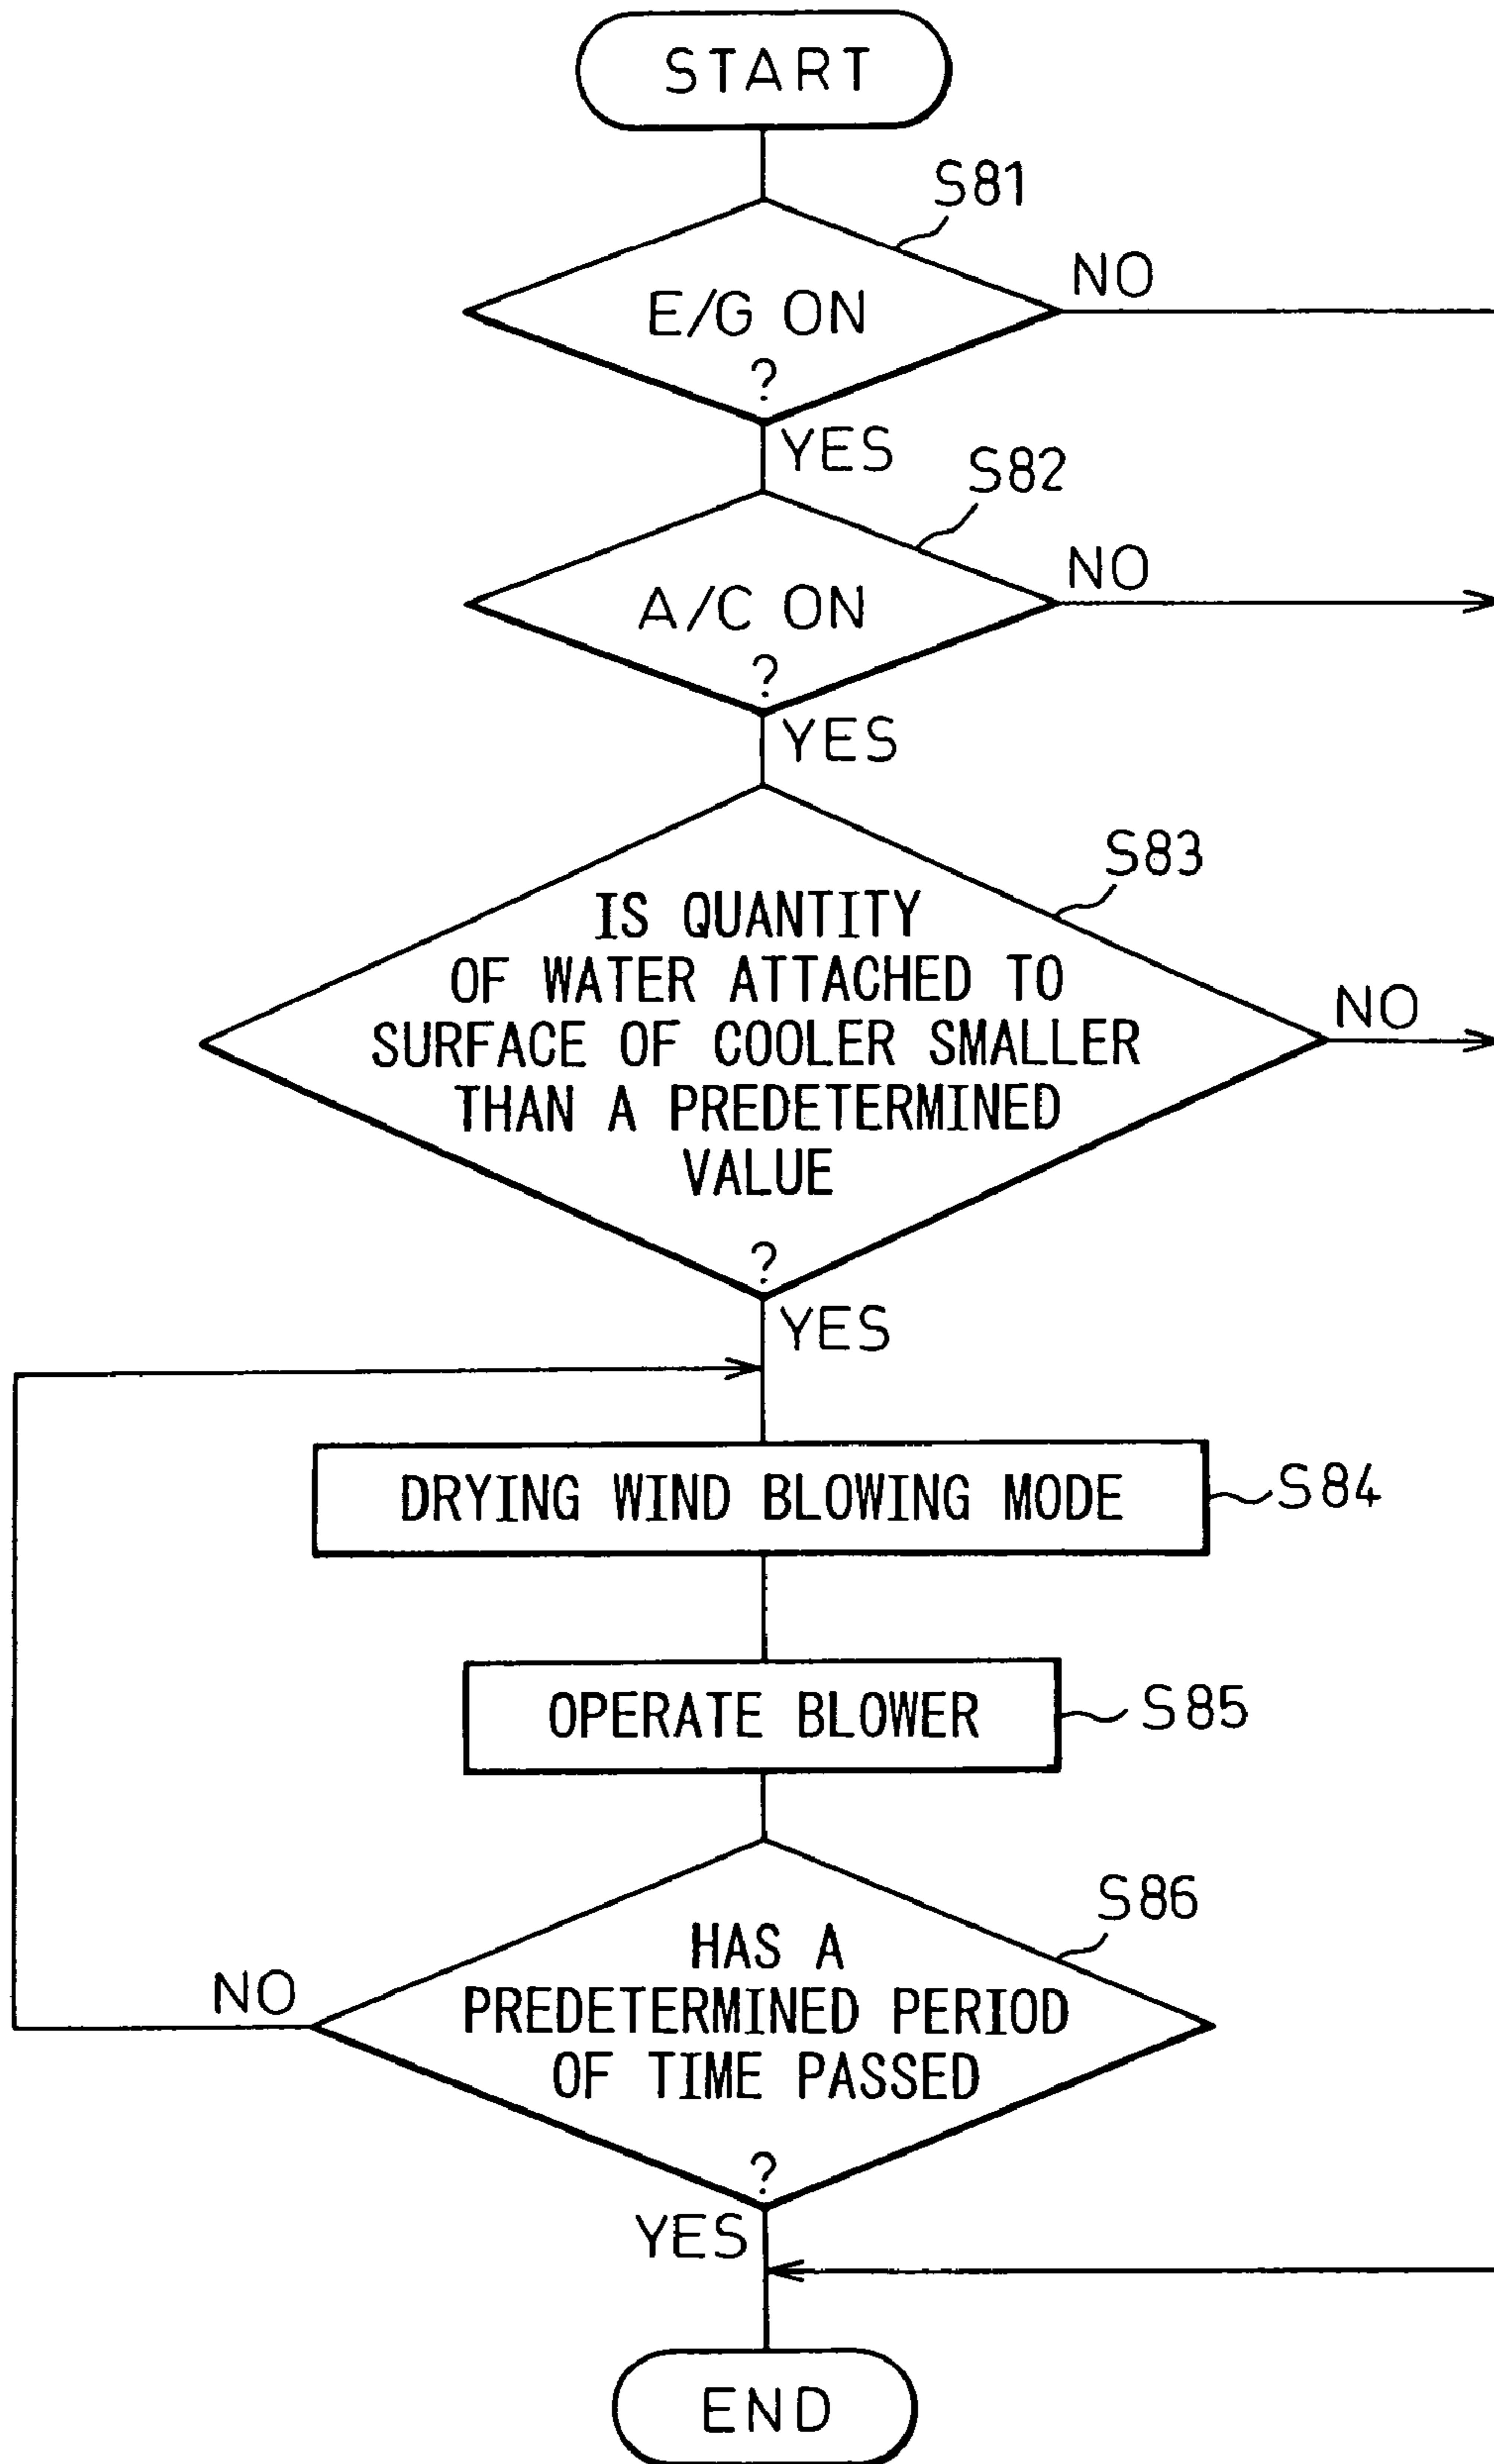 START
S81
E/G ON
?
NO
YES
S82
A/C ON
?
NO
YES
S83
IS QUANTITY
OF WATER ATTACHED TO
SURFACE OF COOLER SMALLER
THAN A PREDETERMINED
VALUE
?
NO
YES
DRYING WIND BLOWING MODE
S84
OPERATE BLOWER
S85
S86
HAS A
PREDETERMINED PERIOD
OF TIME PASSED
?
NO
YES
END